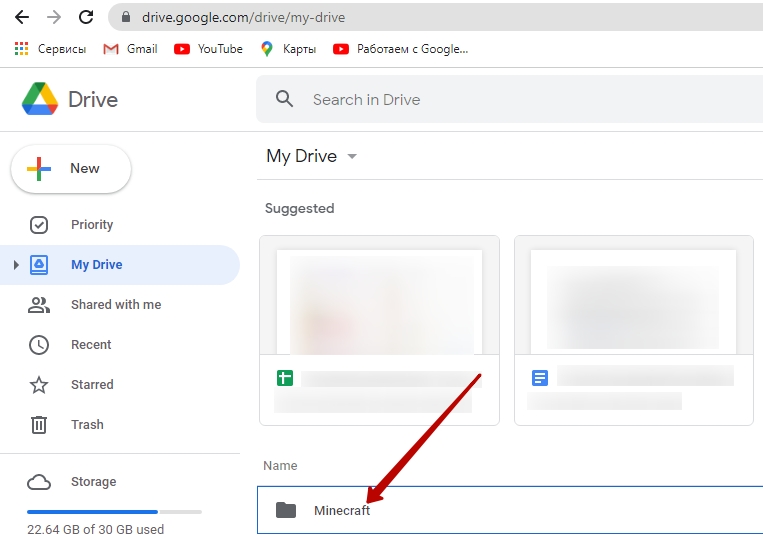 drive.google.com/drive/my-drive
Сервисы Gmail YouTube Карты Работаем с Google...
Drive
Search in Drive
New
My Drive
Suggested
Priority
My Drive
Shared with me
Recent
Starred
Trash
Name
Storage
Minecraft
22.64 GB of 30 GB used